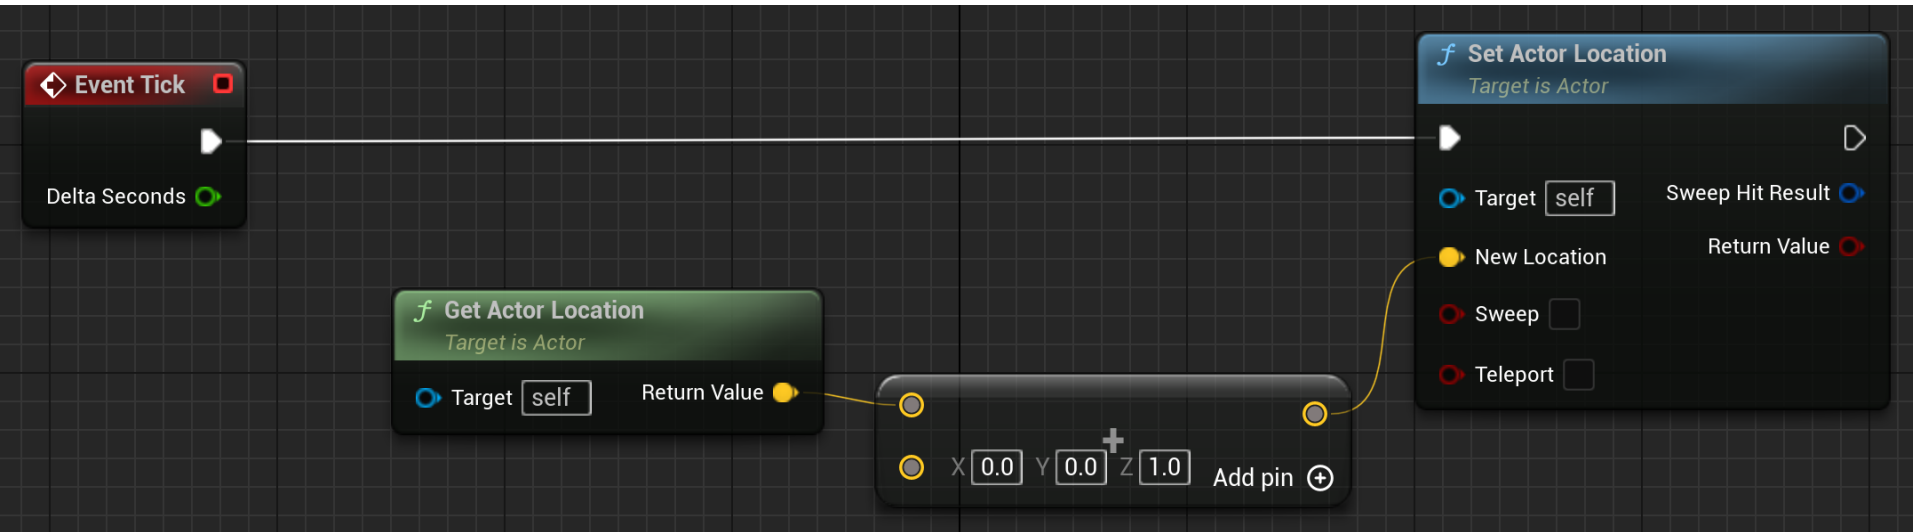 Event Tick
Delta Seconds
f Get Actor Location
Target is Actor
Target self Return Value
X 0.0 Y 0.0 Z 1.0 Add pin
f Set Actor Location
Target is Actor
Target self
Sweep Hit Result
New Location
Return Value
Sweep
Teleport